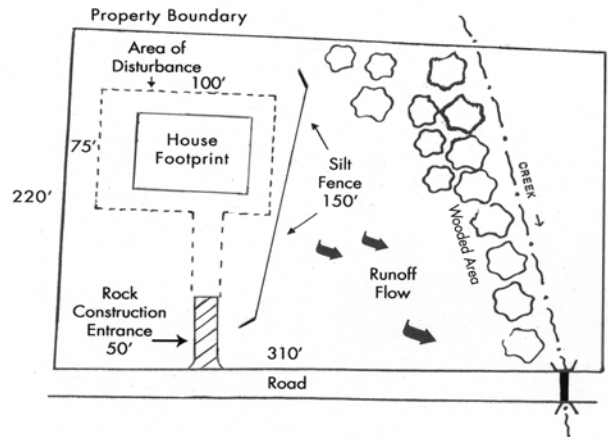 Property Boundary
Area of
Disturbance
100'
75'
House
Footprint
220'
Silt
Fence
150'
CREEK →
Wooded Area
Runoff
Flow
Rock
Construction
Entrance
50'
310'
Road